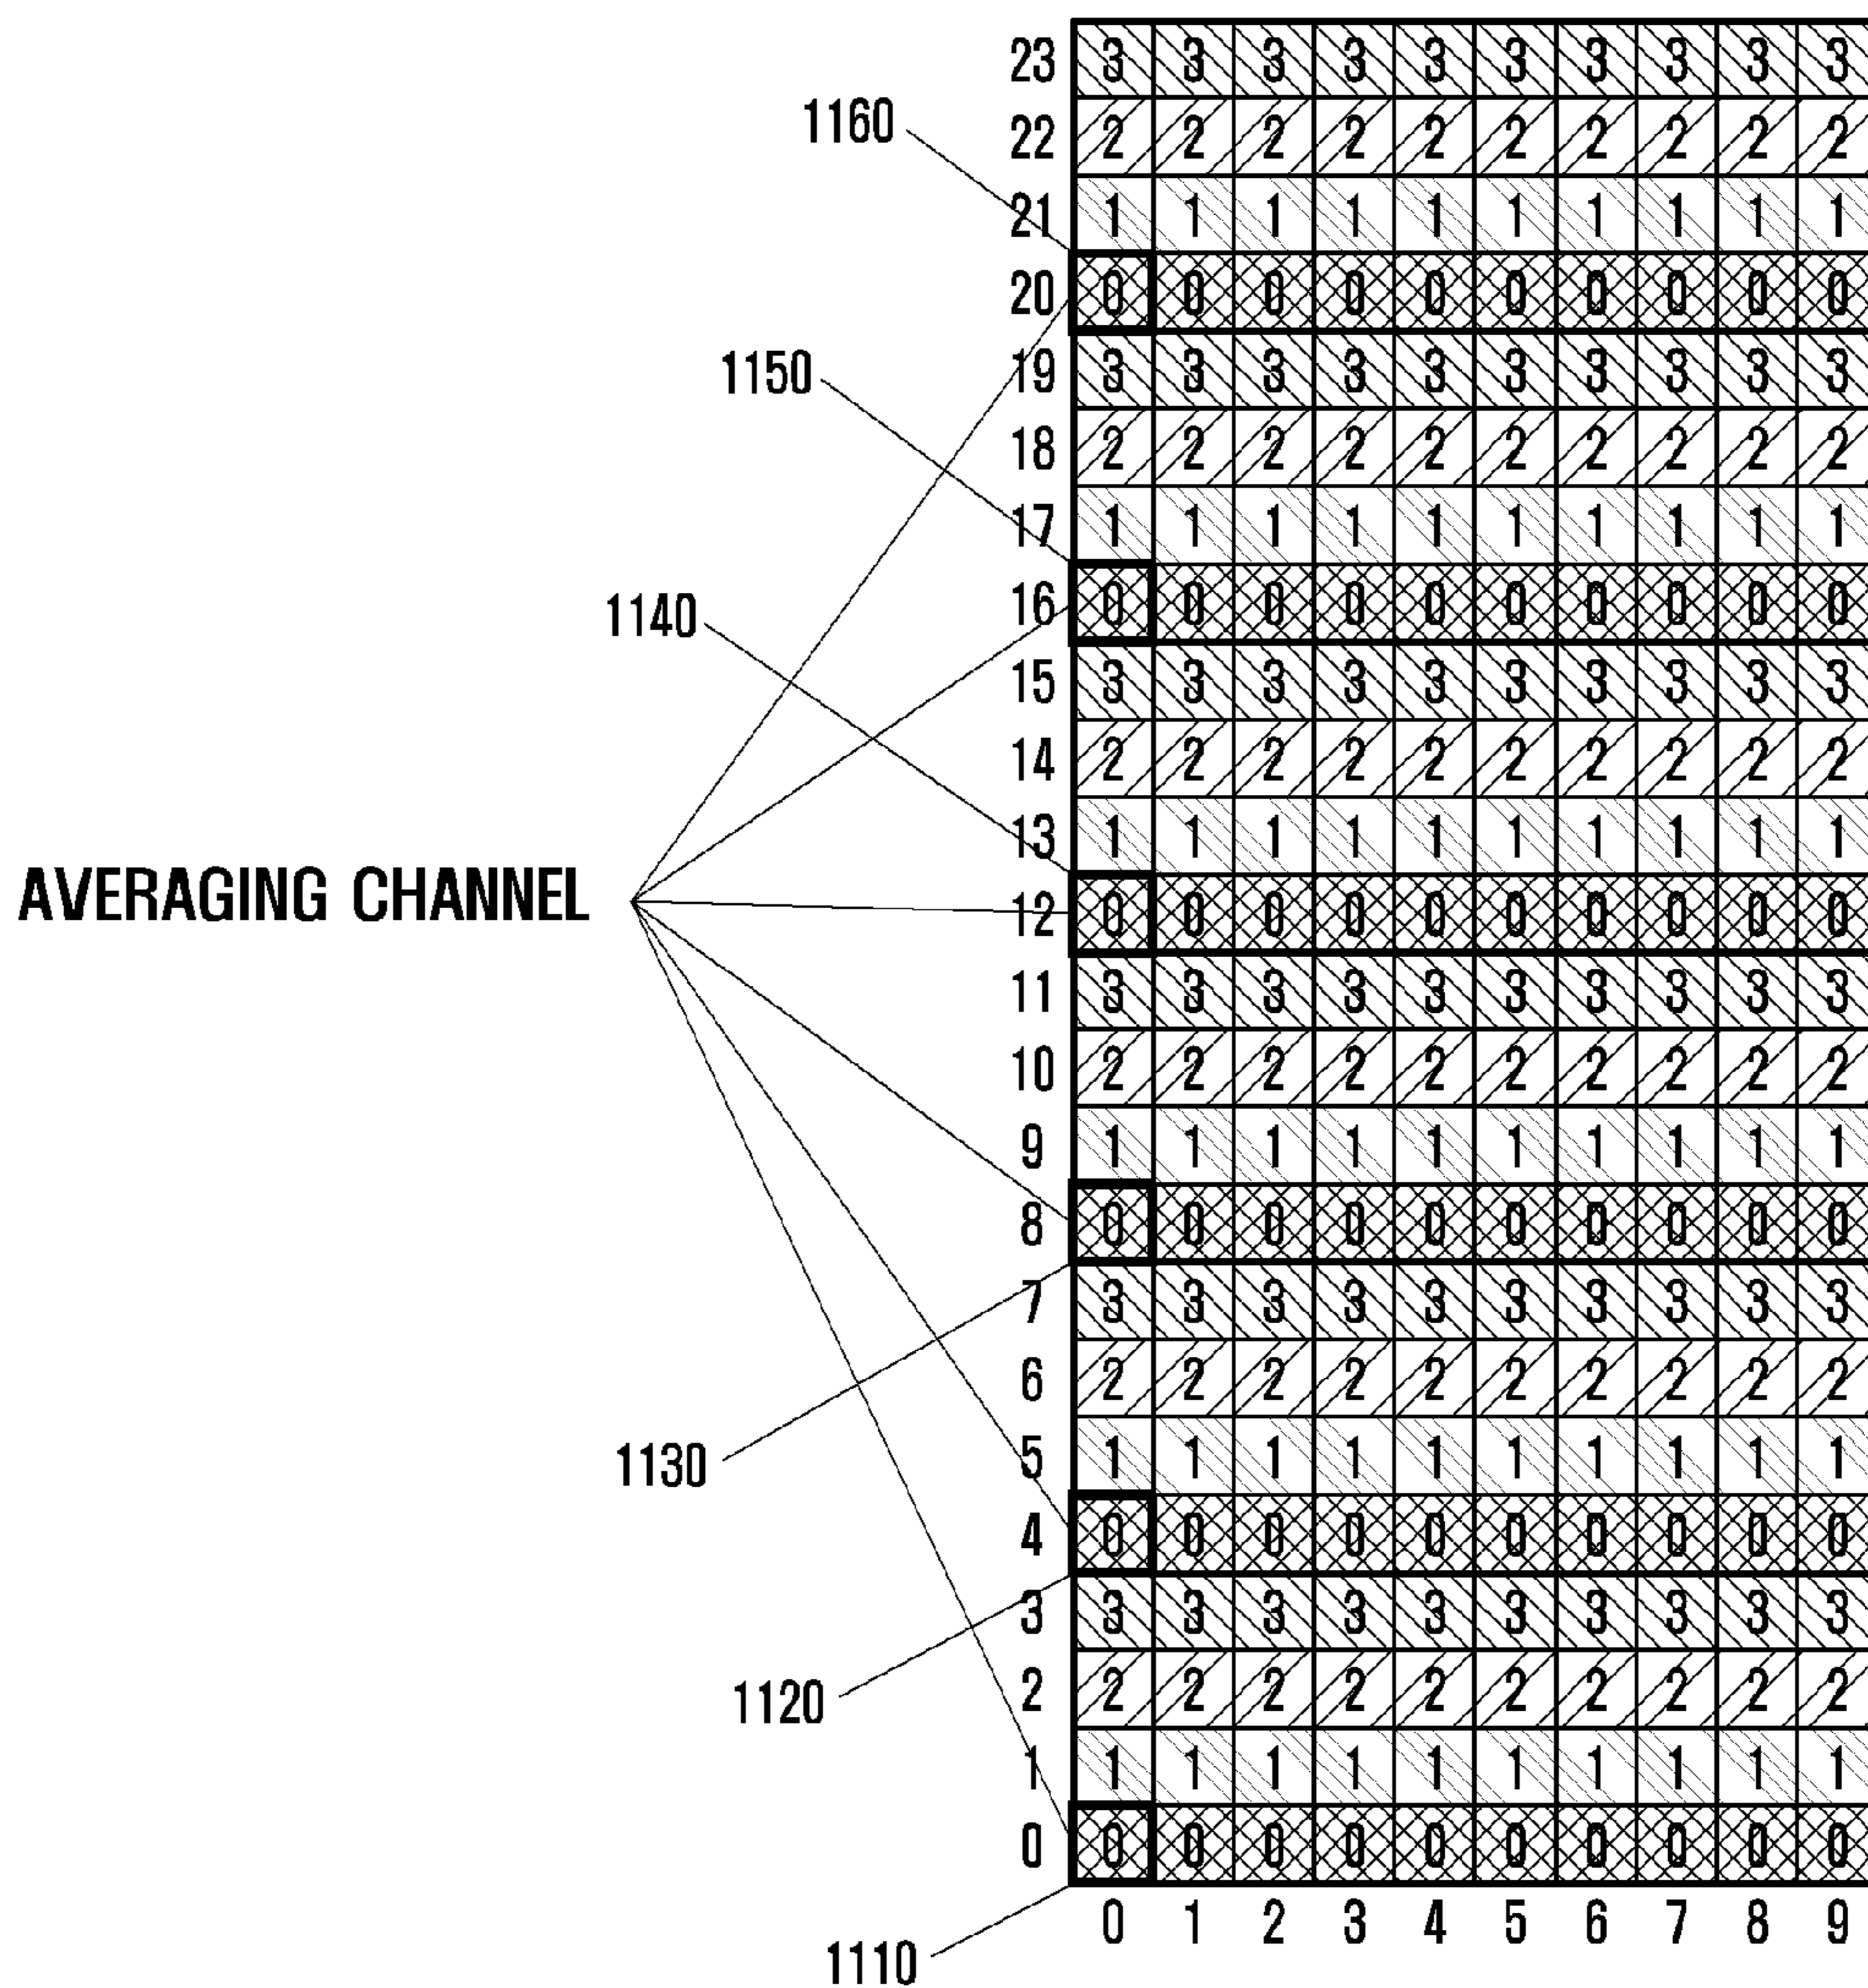 23 3 3 3 3 3 3 3 3 3 3
1160
22 2 2 2 2 2 2 2 2 2 2
21 1 1 1 1 1 1 1 1 1 1
20 0 0 0 0 0 0 0 0 0 0
1150
19 3 3 3 3 3 3 3 3 3 3
18 2 2 2 2 2 2 2 2 2 2
17 1 1 1 1 1 1 1 1 1 1
16 0 0 0 0 0 0 0 0 0 0
1140
15 3 3 3 3 3 3 3 3 3 3
14 2 2 2 2 2 2 2 2 2 2
13 1 1 1 1 1 1 1 1 1 1
AVERAGING CHANNEL
12 0 0 0 0 0 0 0 0 0 0
11 3 3 3 3 3 3 3 3 3 3
10 2 2 2 2 2 2 2 2 2 2
9 1 1 1 1 1 1 1 1 1 1
8 0 0 0 0 0 0 0 0 0 0
7 3 3 3 3 3 3 3 3 3 3
6 2 2 2 2 2 2 2 2 2 2
1130
5 1 1 1 1 1 1 1 1 1 1
4 0 0 0 0 0 0 0 0 0 0
3 3 3 3 3 3 3 3 3 3 3
1120
2 2 2 2 2 2 2 2 2 2 2
1 1 1 1 1 1 1 1 1 1 1
0 0 0 0 0 0 0 0 0 0 0
0 1 2 3 4 5 6 7 8 9
1110